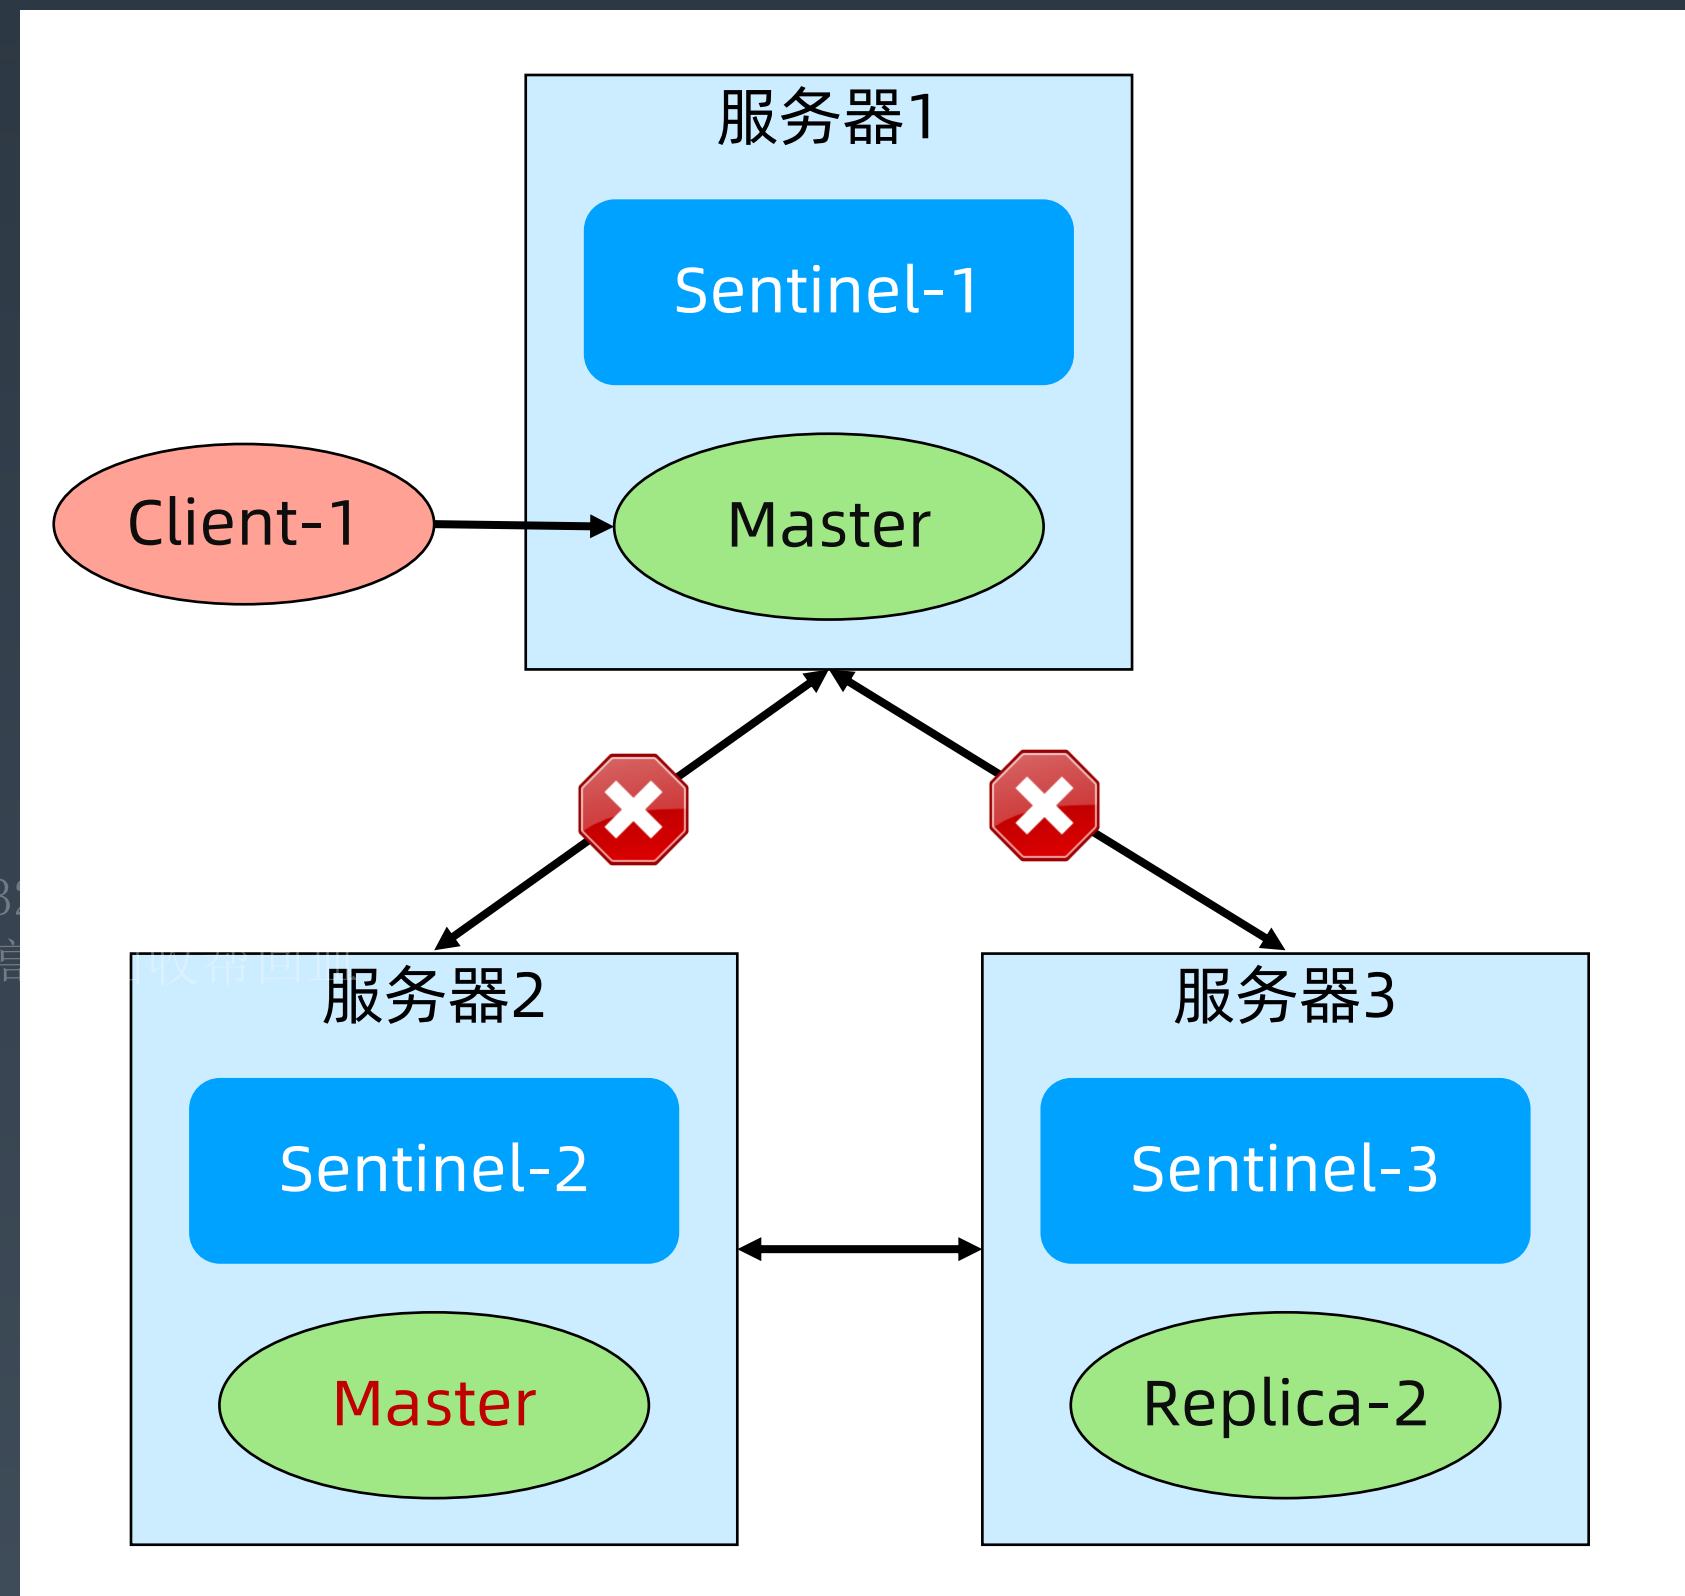 服务器1
Sentinel-1
Client-1
Master
服务器2
服务器3
Sentinel-2
Sentinel-3
Master
Replica-2